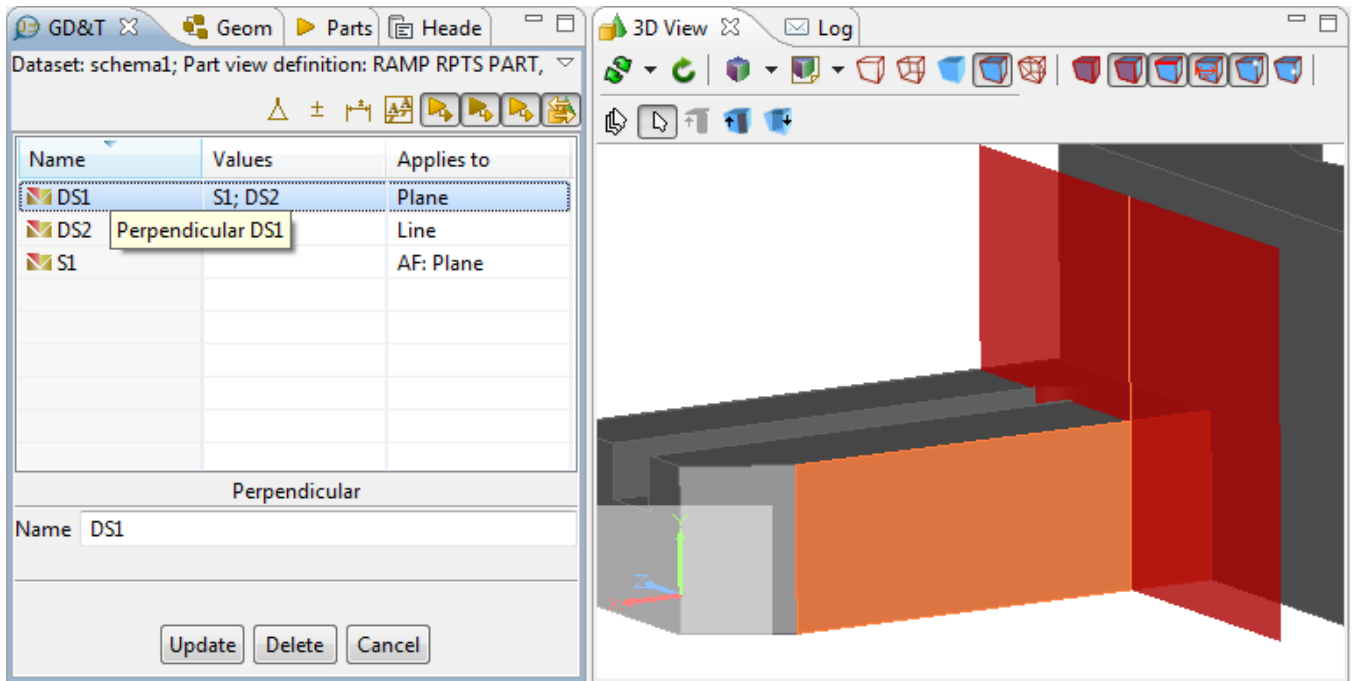 GD&T Geom Parts Heade
Dataset: schema1; Part view definition: RAMP RPTS PART,
Name Values Applies to
DS1 S1; DS2 Plane
DS2 Line
Perpendicular DS1
S1 AF: Plane
Perpendicular
Name DS1
Update Delete Cancel
3D View Log
Y
Z
X